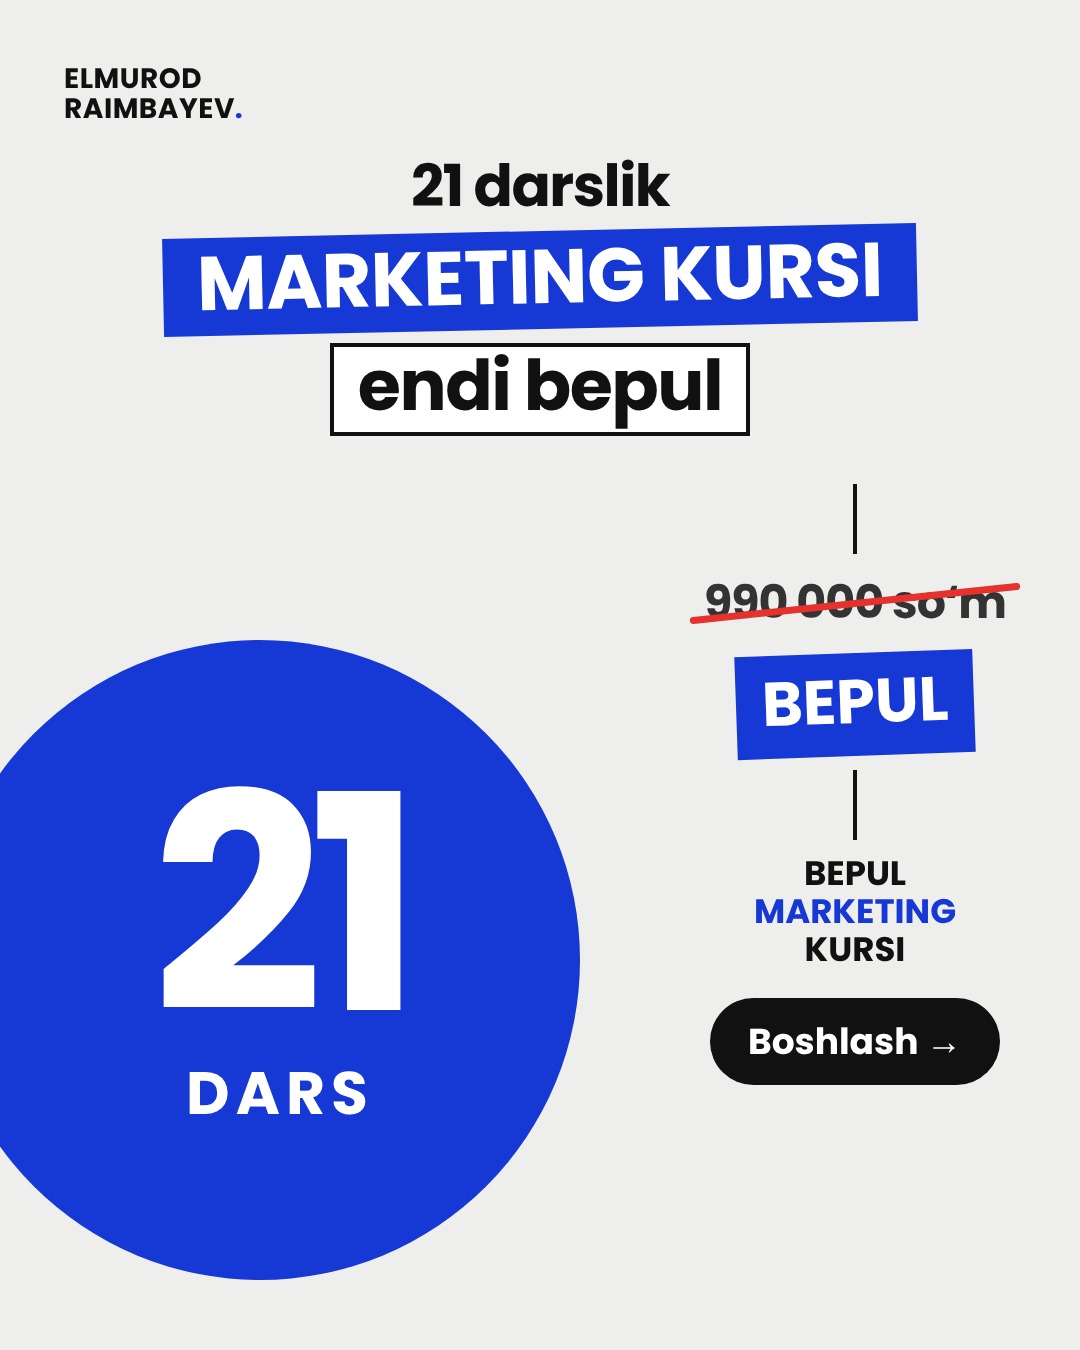 ELMUROD
RAIMBAYEV.
21 darslik
MARKETING KURSI
endi bepul
990 000 so'm
BEPUL
21
DARS
BEPUL
MARKETING
KURSI
Boshlash →